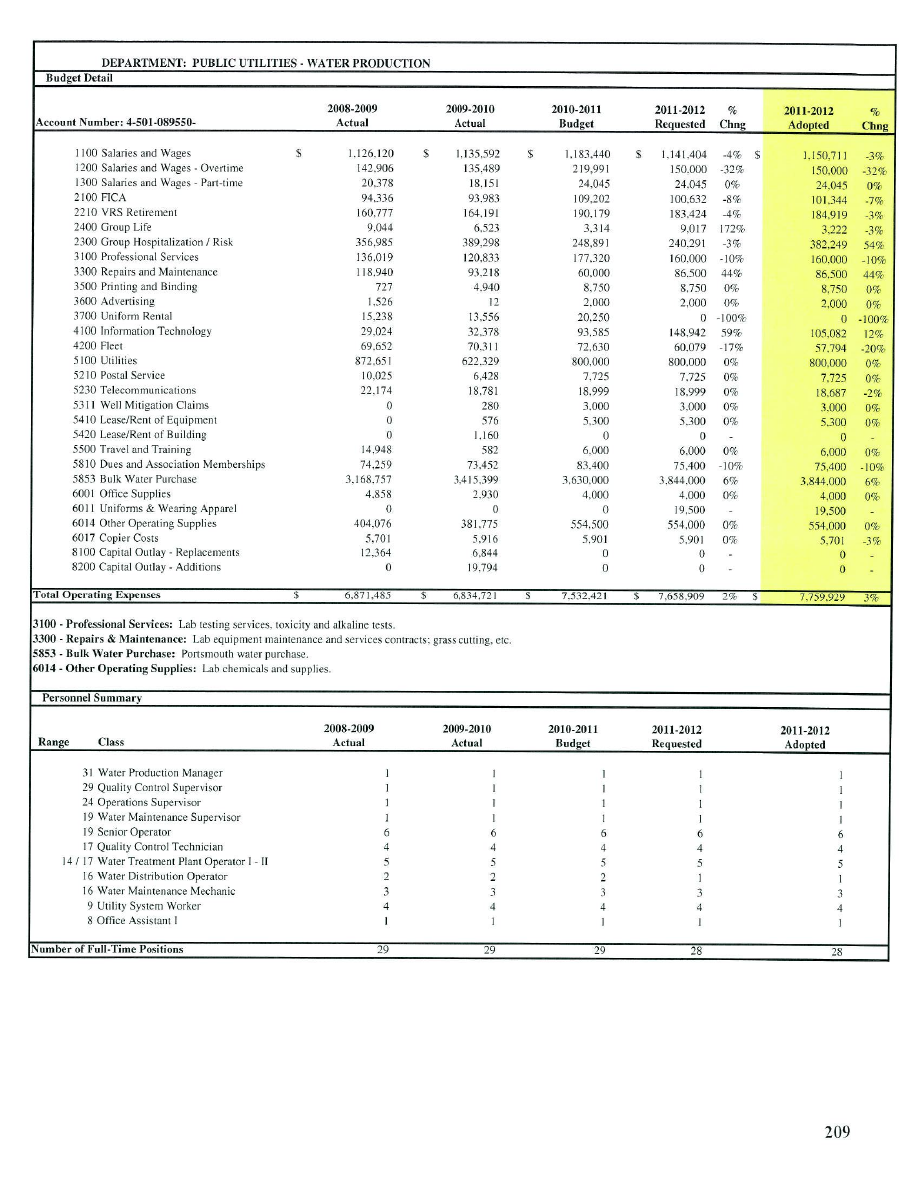 DEPARTMENT: PUBLIC UTILITIES - WATER PRODUCTION
Budget Detail
2008-2009 2009-2010 2010-2011 2011-2012 % 2011-2012 %
Account Number: 4-501-089550- Actual Actual Budget Requested Chng Adopted Chng
1100 Salaries and Wages $ 1,126,120 $ 1,135,592 $ 1,183,440 $ 1,141,404 -4% $ 1,150,711 -3%
1200 Salaries and Wages - Overtime 142,906 135,489 219,991 150,000 -32% 150,000 -32%
1300 Salaries and Wages - Part-time 20,378 18,151 24,045 24,045 0% 24,045 0%
2100 FICA 94,336 93,983 109,202 100,632 -8% 101,344 -7%
2210 VRS Retirement 160,777 164,191 190,179 183,424 -4% 184,919 -3%
2400 Group Life 9,044 6,523 3,314 9,017 172% 3,222 -3%
2300 Group Hospitalization / Risk 356,985 389,298 248,891 240,291 -3% 382,249 54%
3100 Professional Services 136,019 120,833 177,320 160,000 -10% 160,000 -10%
3300 Repairs and Maintenance 118,940 93,218 60,000 86,500 44% 86,500 44%
3500 Printing and Binding 727 4,940 8,750 8,750 0% 8,750 0%
3600 Advertising 1,526 12 2,000 2,000 0% 2,000 0%
3700 Uniform Rental 15,238 13,556 20,250 0 -100% 0 -100%
4100 Information Technology 29,024 32,378 93,585 148,942 59% 105,082 12%
4200 Fleet 69,652 70,311 72,630 60,079 -17% 57,794 -20%
5100 Utilities 872,651 622,329 800,000 800,000 0% 800,000 0%
5210 Postal Service 10,025 6,428 7,725 7,725 0% 7,725 0%
5230 Telecommunications 22,174 18,781 18,999 18,999 0% 18,687 -2%
5311 Well Mitigation Claims 0 280 3,000 3,000 0% 3,000 0%
5410 Lease/Rent of Equipment 0 576 5,300 5,300 0% 5,300 0%
5420 Lease/Rent of Building 0 1,160 0 0 - 0 -
5500 Travel and Training 14,948 582 6,000 6,000 0% 6,000 0%
5810 Dues and Association Memberships 74,259 73,452 83,400 75,400 -10% 75,400 -10%
5853 Bulk Water Purchase 3,168,757 3,415,399 3,630,000 3,844,000 6% 3,844,000 6%
6001 Office Supplies 4,858 2,930 4,000 4,000 0% 4,000 0%
6011 Uniforms & Wearing Apparel 0 0 0 19,500 - 19,500 -
6014 Other Operating Supplies 404,076 381,775 554,500 554,000 0% 554,000 0%
6017 Copier Costs 5,701 5,916 5,901 5,901 0% 5,701 -3%
8100 Capital Outlay - Replacements 12,364 6,844 0 0 - 0 -
8200 Capital Outlay - Additions 0 19,794 0 0 - 0 -
Total Operating Expenses $ 6,871,485 $ 6,834,721 $ 7,532,421 $ 7,658,909 2% $ 7,759,929 3%
3100 - Professional Services: Lab testing services, toxicity and alkaline tests.
3300 - Repairs & Maintenance: Lab equipment maintenance and services contracts; grass cutting, etc.
5853 - Bulk Water Purchase: Portsmouth water purchase.
6014 - Other Operating Supplies: Lab chemicals and supplies.
Personnel Summary
2008-2009 2009-2010 2010-2011 2011-2012 2011-2012
Range Class Actual Actual Budget Requested Adopted
31 Water Production Manager 1 1 1 1 1
29 Quality Control Supervisor 1 1 1 1 1
24 Operations Supervisor 1 1 1 1 1
19 Water Maintenance Supervisor 1 1 1 1 1
19 Senior Operator 6 6 6 6 6
17 Quality Control Technician 4 4 4 4 4
14 / 17 Water Treatment Plant Operator I - II 5 5 5 5 5
16 Water Distribution Operator 2 2 2 1 1
16 Water Maintenance Mechanic 3 3 3 3 3
9 Utility System Worker 4 4 4 4 4
8 Office Assistant I 1 1 1 1 1
Number of Full-Time Positions 29 29 29 28 28
209